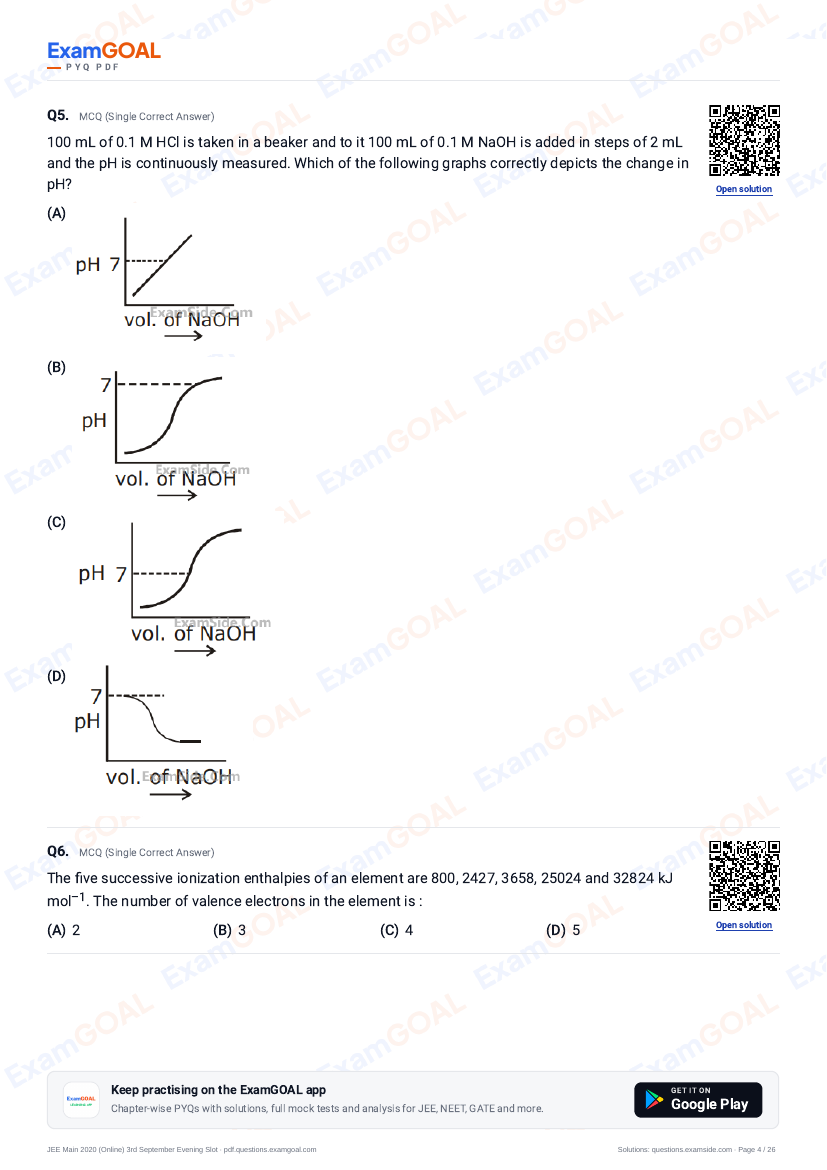 ExamGOAL
PYQ PDF
Q5. MCQ (Single Correct Answer)
100 mL of 0.1 M HCl is taken in a beaker and to it 100 mL of 0.1 M NaOH is added in steps of 2 mL
and the pH is continuously measured. Which of the following graphs correctly depicts the change in
pH?
Open solution
(A)
pH 7
ExamSide.Com
vol. of NaOH
(B)
7
pH
ExamSide.Com
vol. of NaOH
(C)
pH 7
ExamSide.Com
vol. of NaOH
(D)
7
pH
ExamSide.Com
vol. of NaOH
Q6. MCQ (Single Correct Answer)
The five successive ionization enthalpies of an element are 800, 2427, 3658, 25024 and 32824 kJ
mol⁻¹. The number of valence electrons in the element is :
(A) 2 (B) 3 (C) 4 (D) 5
Open solution
Keep practising on the ExamGOAL app
Chapter-wise PYQs with solutions, full mock tests and analysis for JEE, NEET, GATE and more.
GET IT ON
Google Play
JEE Main 2020 (Online) 3rd September Evening Slot · pdf.questions.examgoal.com
Solutions: questions.examside.com · Page 4 / 26